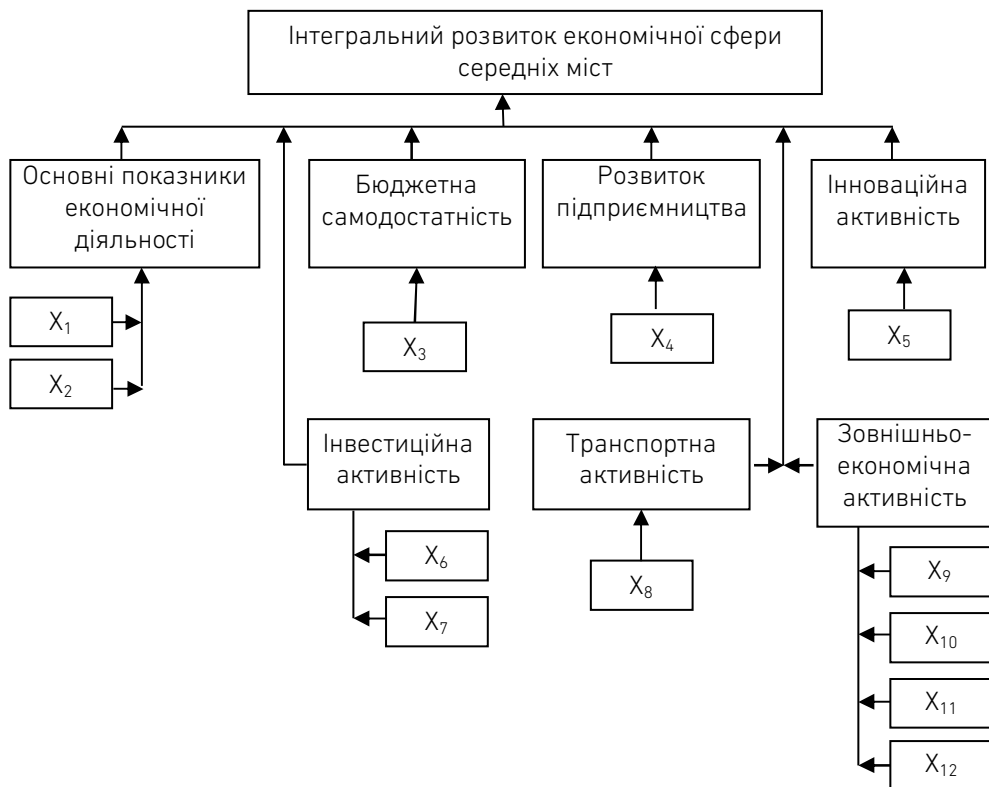 Інтегральний розвиток економічної сфери
середніх міст
Основні показники
економічної
діяльності
Бюджетна
самодостатність
Розвиток
підприємництва
Інноваційна
активність
X₁
X₂
X₃
X₄
X₅
Інвестиційна
активність
Транспортна
активність
Зовнішньо-
економічна
активність
X₆
X₇
X₈
X₉
X₁₀
X₁₁
X₁₂